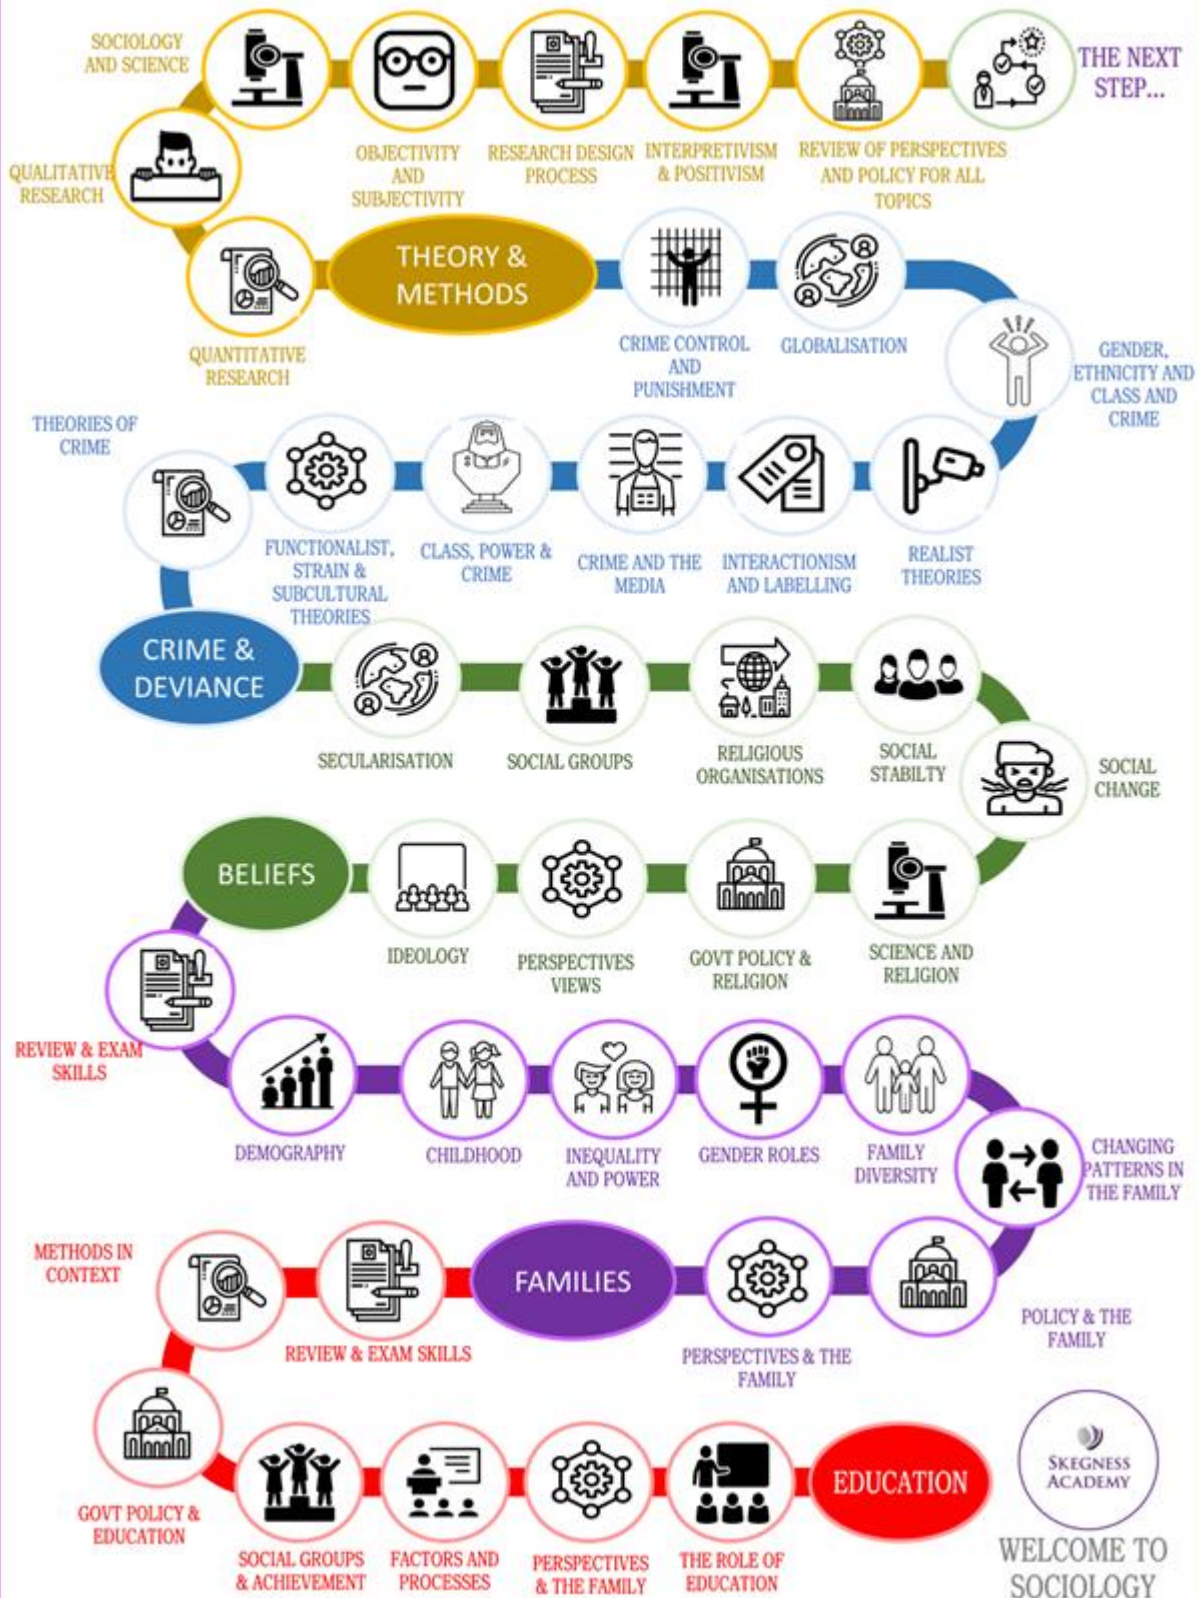 SOCIOLOGY
AND SCIENCE
THE NEXT
STEP...
QUALITATIVE
RESEARCH
OBJECTIVITY
AND
SUBJECTIVITY
RESEARCH DESIGN
PROCESS
INTERPRETIVISM
& POSITIVISM
REVIEW OF PERSPECTIVES
AND POLICY FOR ALL
TOPICS
THEORY &
METHODS
QUANTITATIVE
RESEARCH
CRIME CONTROL
AND
PUNISHMENT
GLOBALISATION
GENDER,
ETHNICITY AND
CLASS AND
CRIME
THEORIES OF
CRIME
FUNCTIONALIST,
STRAIN &
SUBCULTURAL
THEORIES
CLASS, POWER &
CRIME
CRIME AND THE
MEDIA
INTERACTIONISM
AND LABELLING
REALIST
THEORIES
CRIME &
DEVIANCE
SECULARISATION
SOCIAL GROUPS
RELIGIOUS
ORGANISATIONS
SOCIAL
STABILTY
SOCIAL
CHANGE
BELIEFS
IDEOLOGY
PERSPECTIVES
VIEWS
GOVT POLICY &
RELIGION
SCIENCE AND
RELIGION
REVIEW & EXAM
SKILLS
DEMOGRAPHY
CHILDHOOD
INEQUALITY
AND POWER
GENDER ROLES
FAMILY
DIVERSITY
CHANGING
PATTERNS IN
THE FAMILY
METHODS IN
CONTEXT
REVIEW & EXAM SKILLS
FAMILIES
PERSPECTIVES & THE
FAMILY
POLICY & THE
FAMILY
GOVT POLICY &
EDUCATION
SOCIAL GROUPS
& ACHIEVEMENT
FACTORS AND
PROCESSES
PERSPECTIVES
& THE FAMILY
THE ROLE OF
EDUCATION
EDUCATION
SKEGNESS
ACADEMY
WELCOME TO
SOCIOLOGY